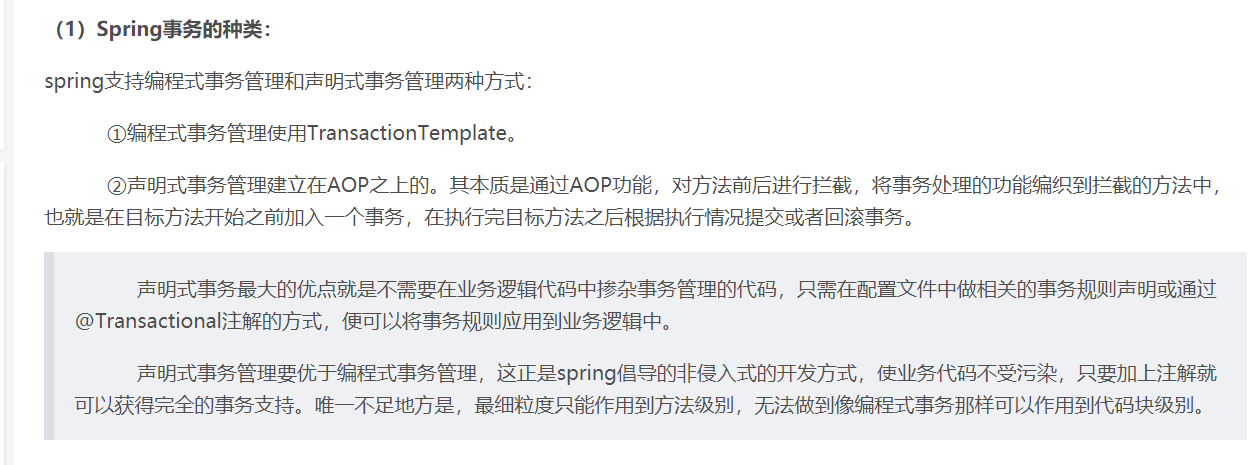 （1）Spring事务的种类：
spring支持编程式事务管理和声明式事务管理两种方式：
①编程式事务管理使用TransactionTemplate。
②声明式事务管理建立在AOP之上的。其本质是通过AOP功能，对方法前后进行拦截，将事务处理的功能编织到拦截的方法中，
也就是在目标方法开始之前加入一个事务，在执行完目标方法之后根据执行情况提交或者回滚事务。
声明式事务最大的优点就是不需要在业务逻辑代码中掺杂事务管理的代码，只需在配置文件中做相关的事务规则声明或通过
@Transactional注解的方式，便可以将事务规则应用到业务逻辑中。
声明式事务管理要优于编程式事务管理，这正是spring倡导的非侵入式的开发方式，使业务代码不受污染，只要加上注解就
可以获得完全的事务支持。唯一不足地方是，最细粒度只能作用到方法级别，无法做到像编程式事务那样可以作用到代码块级别。